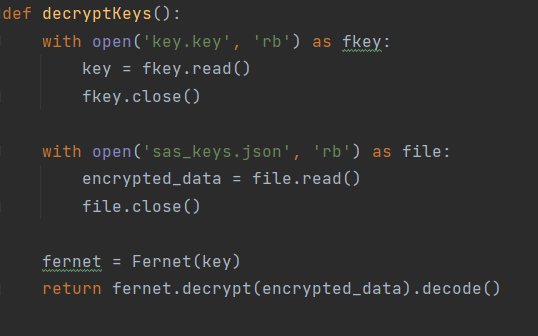 def decryptKeys():
    with open('key.key', 'rb') as fkey:
        key = fkey.read()
        fkey.close()

    with open('sas_keys.json', 'rb') as file:
        encrypted_data = file.read()
        file.close()

    fernet = Fernet(key)
    return fernet.decrypt(encrypted_data).decode()